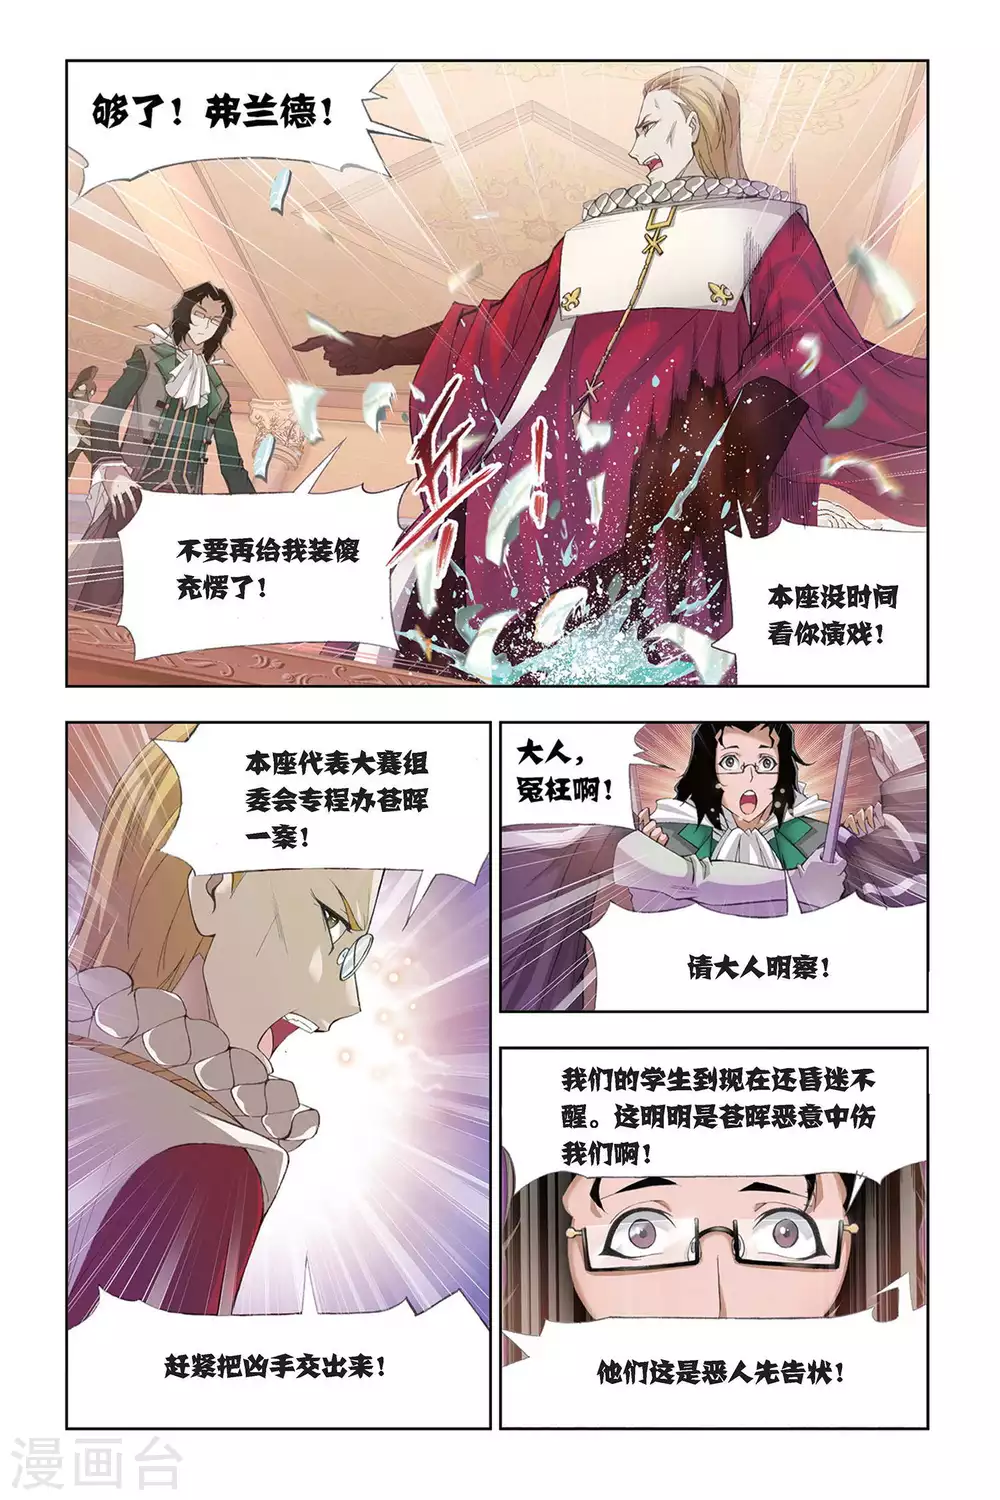 够了！弗兰德！
乒！
不要再给我装傻
充愣了！
本座没时间
看你演戏！
本座代表大赛组
委会专程办苍晖
一案！
赶紧把凶手交出来！
大人，
冤枉啊！
请大人明察！
我们的学生到现在还昏迷不
醒。这明明是苍晖恶意中伤
我们啊！
他们这是恶人先告状！
漫画台